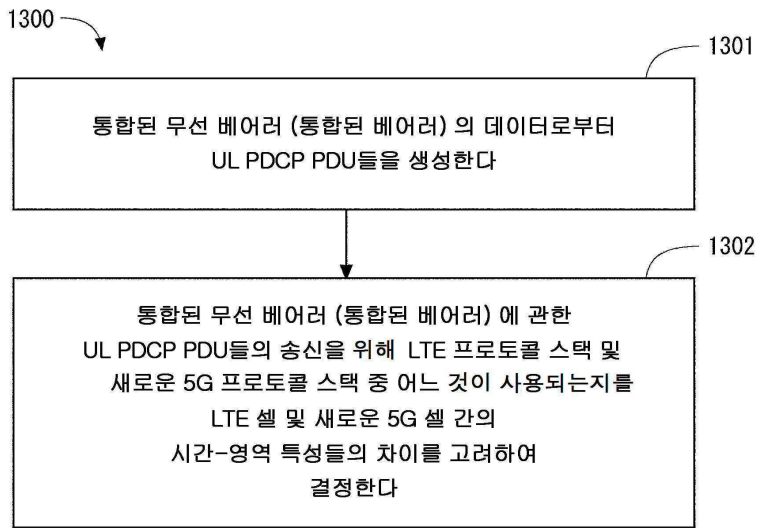 1300
1301
통합된 무선 베어러 (통합된 베어러) 의 데이터로부터
UL PDCP PDU들을 생성한다
1302
통합된 무선 베어러 (통합된 베어러) 에 관한
UL PDCP PDU들의 송신을 위해 LTE 프로토콜 스택 및
새로운 5G 프로토콜 스택 중 어느 것이 사용되는지를
LTE 셀 및 새로운 5G 셀 간의
시간-영역 특성들의 차이를 고려하여
결정한다